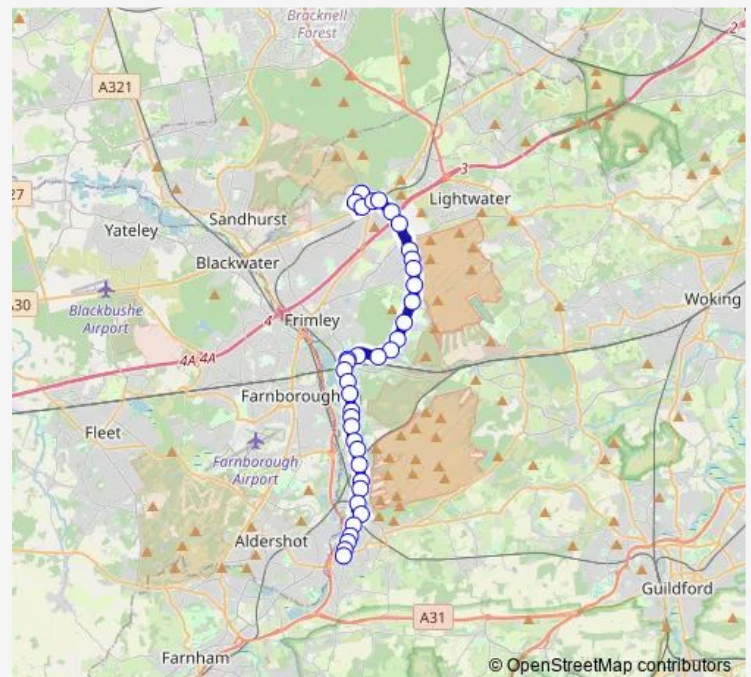 Bracknell
Forest
A321
2
3
Lightwater
27
Sandhurst
Yateley
Blackwater
Woking
A30
Blackbushe
Airport
4
Frimley
4A 4A
Farnborough
Fleet
Farnborough
Airport
Aldershot
Guildford
A31
Farnham
© OpenStreetMap contributors